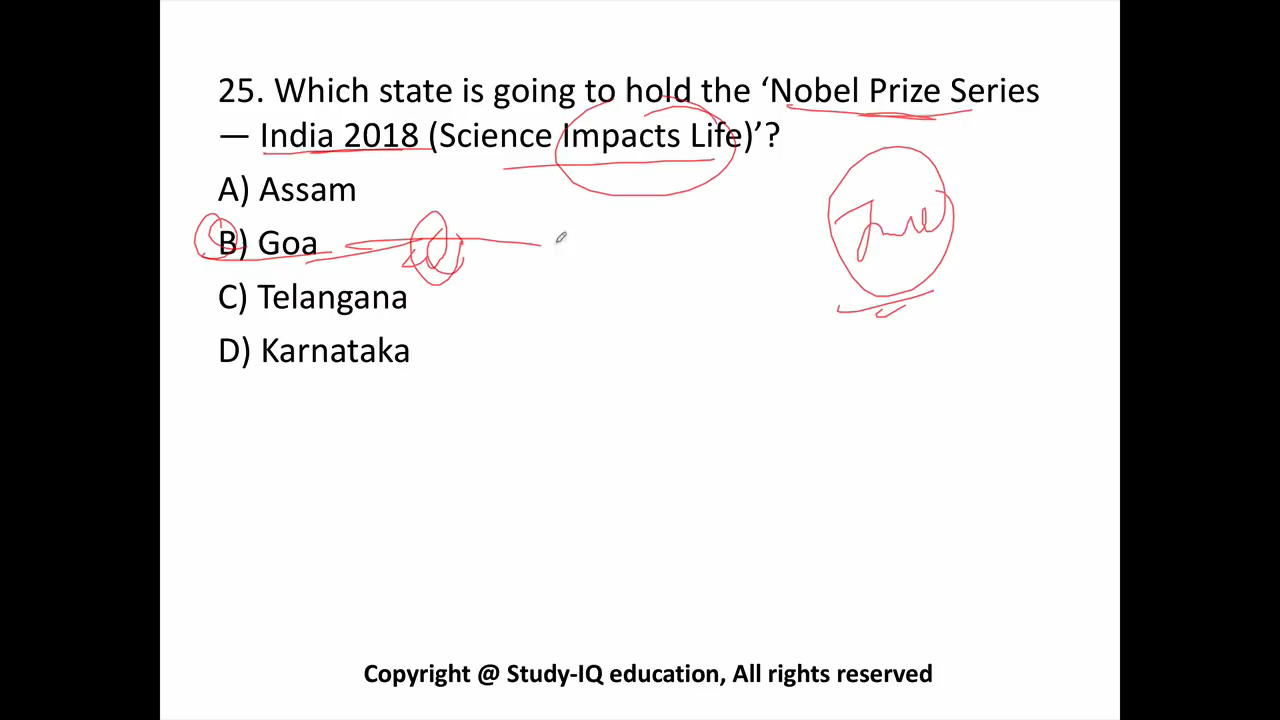 25. Which state is going to hold the ‘Nobel Prize Series
— India 2018 (Science Impacts Life)’?
A) Assam
B) Goa
C) Telangana
D) Karnataka
Copyright @ Study-IQ education, All rights reserved